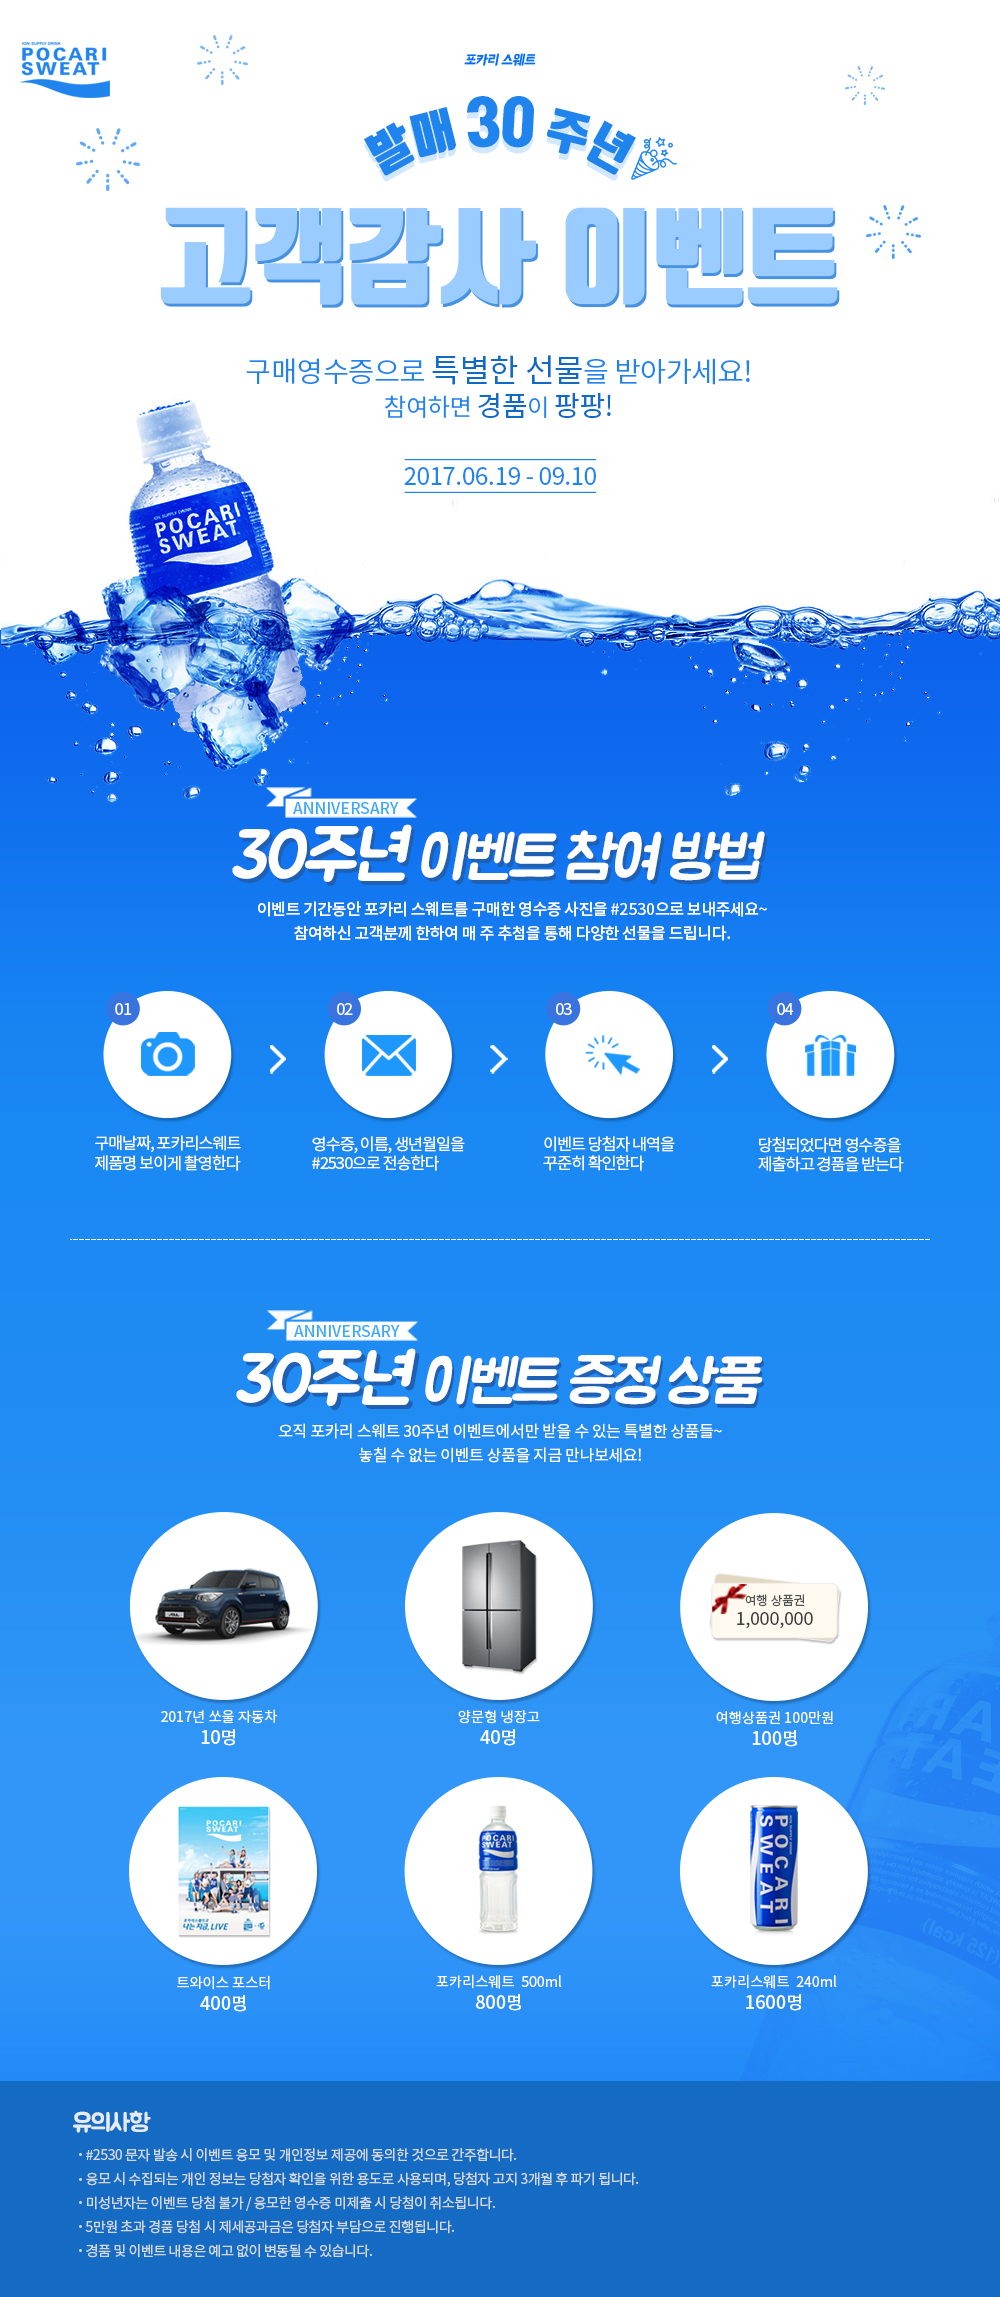 ION SUPPLY DRINK
POCARI
SWEAT
포카리 스웨트
발매 30 주년
고객감사 이벤트
구매영수증으로 특별한 선물을 받아가세요!
참여하면 경품이 팡팡!
2017.06.19 - 09.10
ION SUPPLY DRINK
POCARI
SWEAT
ANNIVERSARY
30주년 이벤트 참여 방법
이벤트 기간동안 포카리 스웨트를 구매한 영수증 사진을 #2530으로 보내주세요~
참여하신 고객분께 한하여 매 주 추첨을 통해 다양한 선물을 드립니다.
01
02
03
04
구매날짜, 포카리스웨트
제품명 보이게 촬영한다
영수증, 이름, 생년월일을
#2530으로 전송한다
이벤트 당첨자 내역을
꾸준히 확인한다
당첨되었다면 영수증을
제출하고 경품을 받는다
ANNIVERSARY
30주년 이벤트 증정 상품
오직 포카리 스웨트 30주년 이벤트에서만 받을 수 있는 특별한 상품들~
놓칠 수 없는 이벤트 상품을 지금 만나보세요!
여행 상품권
1,000,000
2017년 쏘울 자동차
10명
양문형 냉장고
40명
여행상품권 100만원
100명
POCARI
SWEAT
나는 지금, LIVE
POCARI
SWEAT
POCARI
SWEAT
트와이스 포스터
400명
포카리스웨트 500ml
800명
포카리스웨트 240ml
1600명
(125 kcal)
유의사항
· #2530 문자 발송 시 이벤트 응모 및 개인정보 제공에 동의한 것으로 간주합니다.
· 응모 시 수집되는 개인 정보는 당첨자 확인을 위한 용도로 사용되며, 당첨자 고지 3개월 후 파기 됩니다.
· 미성년자는 이벤트 당첨 불가 / 응모한 영수증 미제출 시 당첨이 취소됩니다.
· 5만원 초과 경품 당첨 시 제세공과금은 당첨자 부담으로 진행됩니다.
· 경품 및 이벤트 내용은 예고 없이 변동될 수 있습니다.